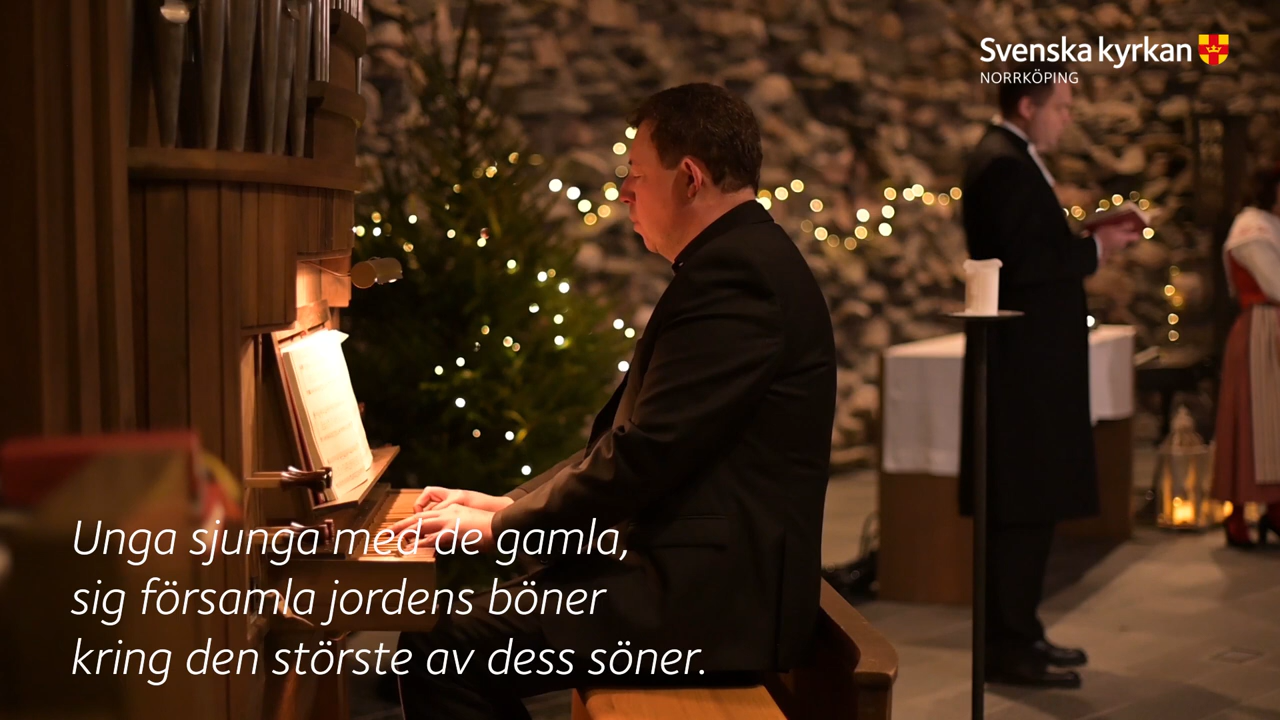 Svenska kyrkan
NORRKÖPING
Unga sjunga med de gamla,
sig församla jordens böner
kring den störste av dess söner.